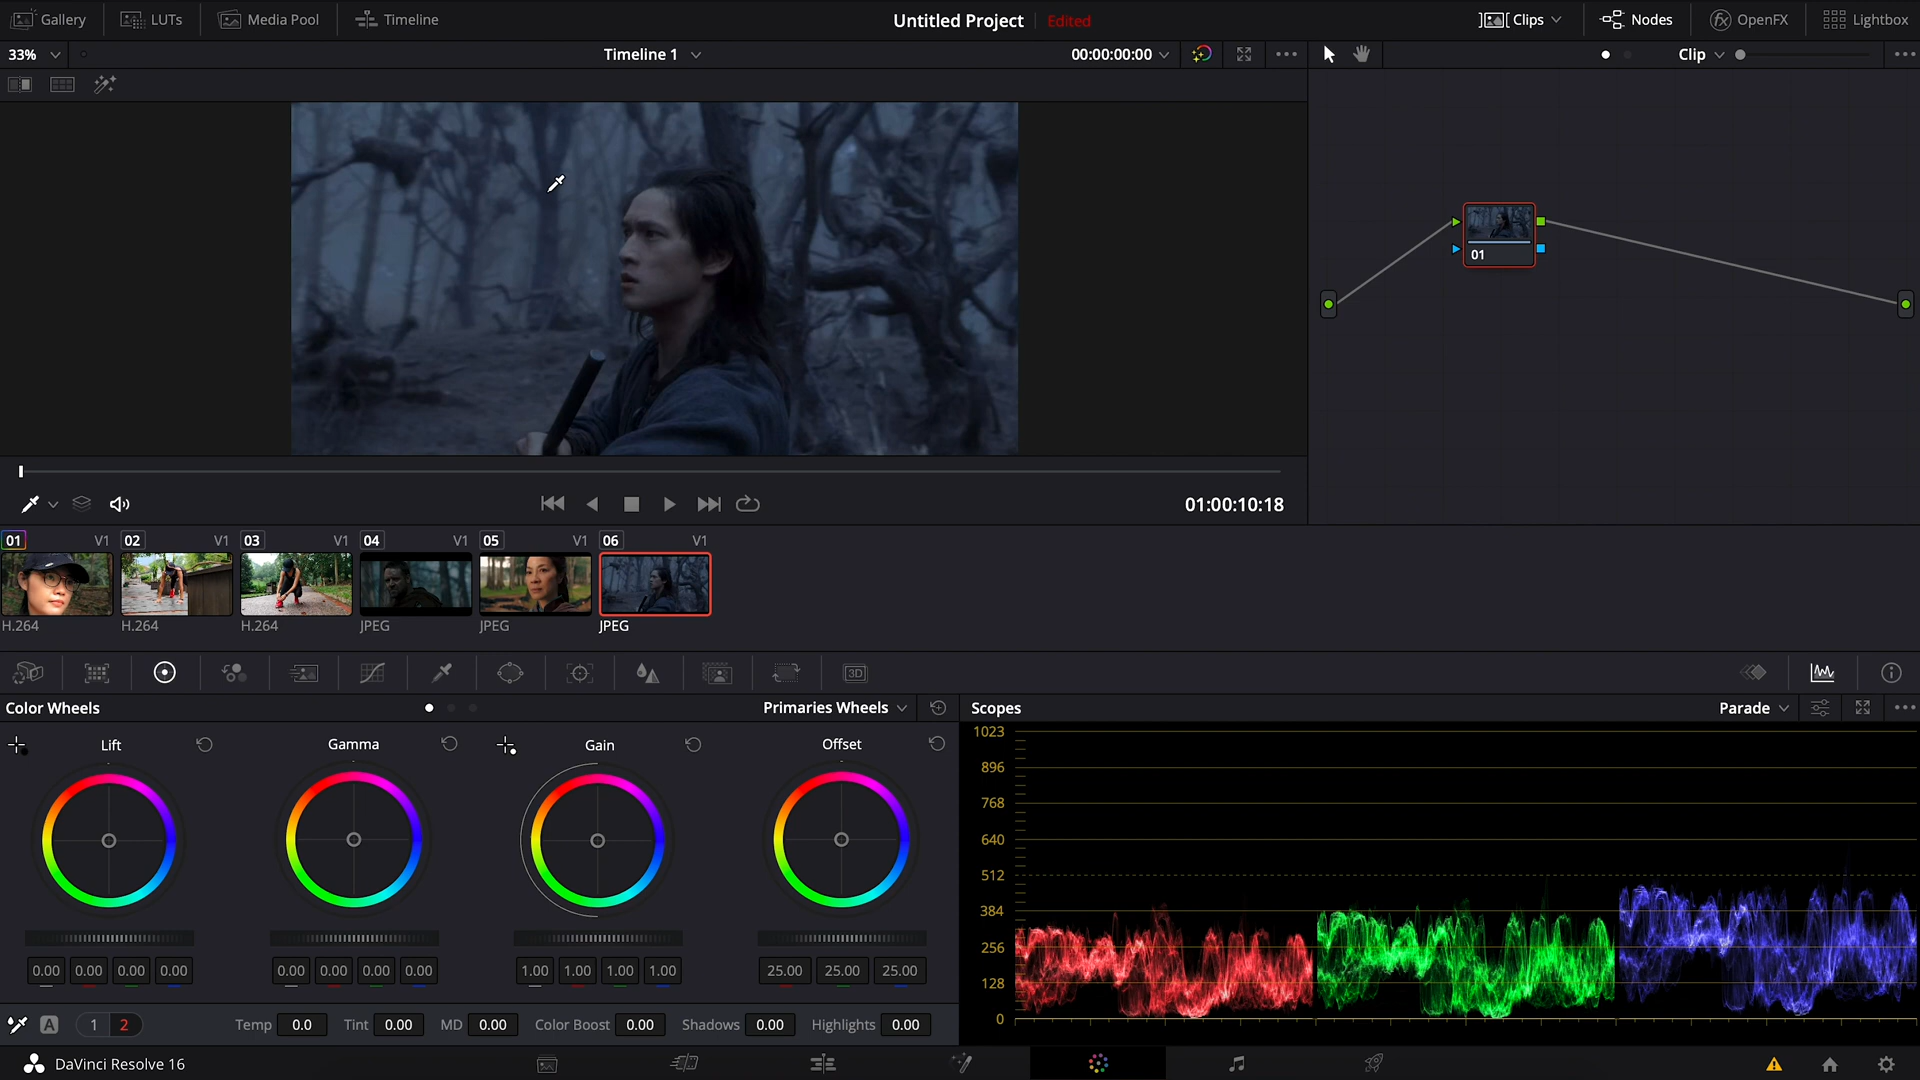 Gallery LUTs Media Pool Timeline Untitled Project Edited Clips Nodes OpenFX Lightbox
33% Timeline 1 00:00:00:00 Clip
01
01:00:10:18
01 V1 02 V1 03 V1 04 V1 05 V1 06 V1
H.264 H.264 H.264 JPEG JPEG JPEG
3D
Color Wheels Primaries Wheels Scopes Parade
Lift Gamma Gain Offset
1023
896
768
640
512
384
256
128
0
0.00 0.00 0.00 0.00 0.00 0.00 0.00 0.00 1.00 1.00 1.00 1.00 25.00 25.00 25.00
A 1 2 Temp 0.0 Tint 0.00 MD 0.00 Color Boost 0.00 Shadows 0.00 Highlights 0.00
DaVinci Resolve 16